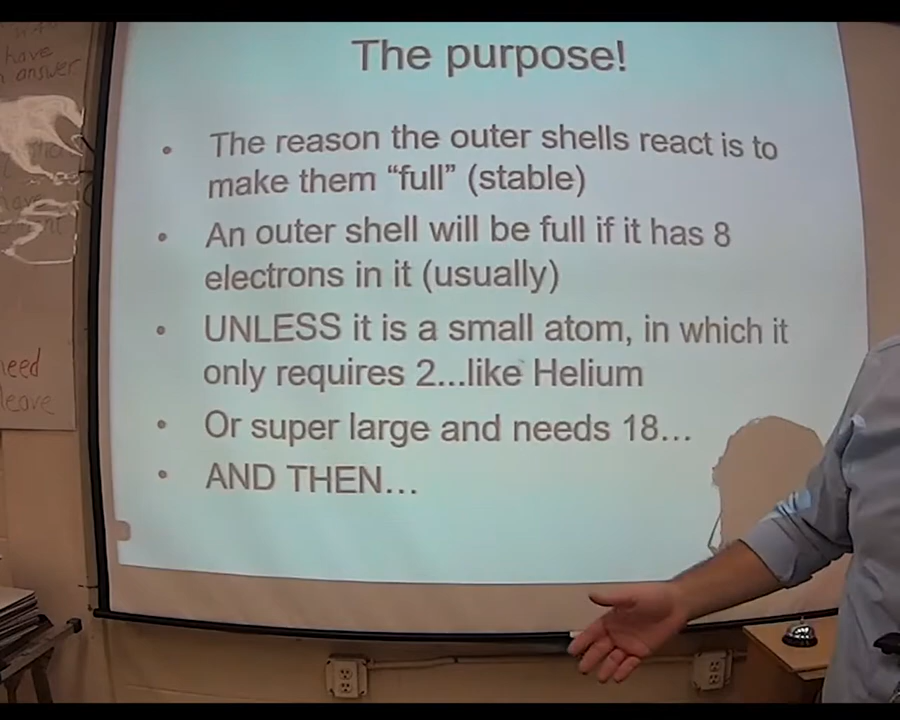 have
answer
The purpose!
• The reason the outer shells react is to
make them “full” (stable)
• An outer shell will be full if it has 8
electrons in it (usually)
• UNLESS it is a small atom, in which it
only requires 2...like Helium
• Or super large and needs 18...
• AND THEN...
need
leave